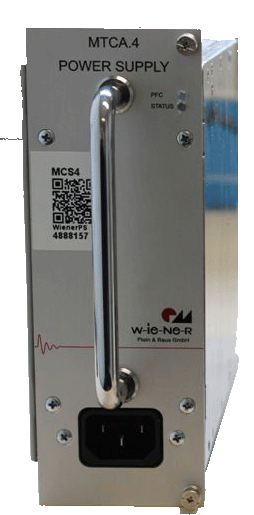 MTCA.4
POWER SUPPLY
PFC
STATUS
MCS4
WienerPS
4888157
W-IE-Ne-R
Plein & Baus GmbH